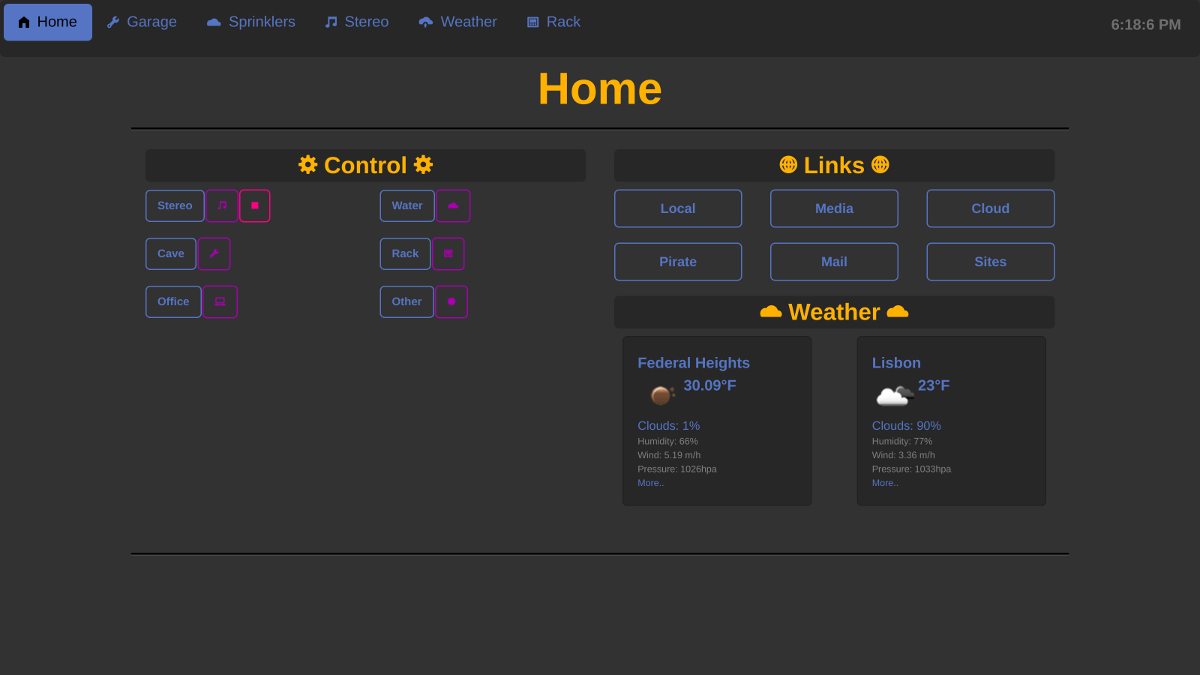 Home Garage Sprinklers Stereo Weather Rack 6:18:6 PM
Home
Control
Stereo Water
Cave Rack
Office Other
Links
Local Media Cloud
Pirate Mail Sites
Weather
Federal Heights
30.09°F
Clouds: 1%
Humidity: 66%
Wind: 5.19 m/h
Pressure: 1026hpa
More..
Lisbon
23°F
Clouds: 90%
Humidity: 77%
Wind: 3.36 m/h
Pressure: 1033hpa
More..